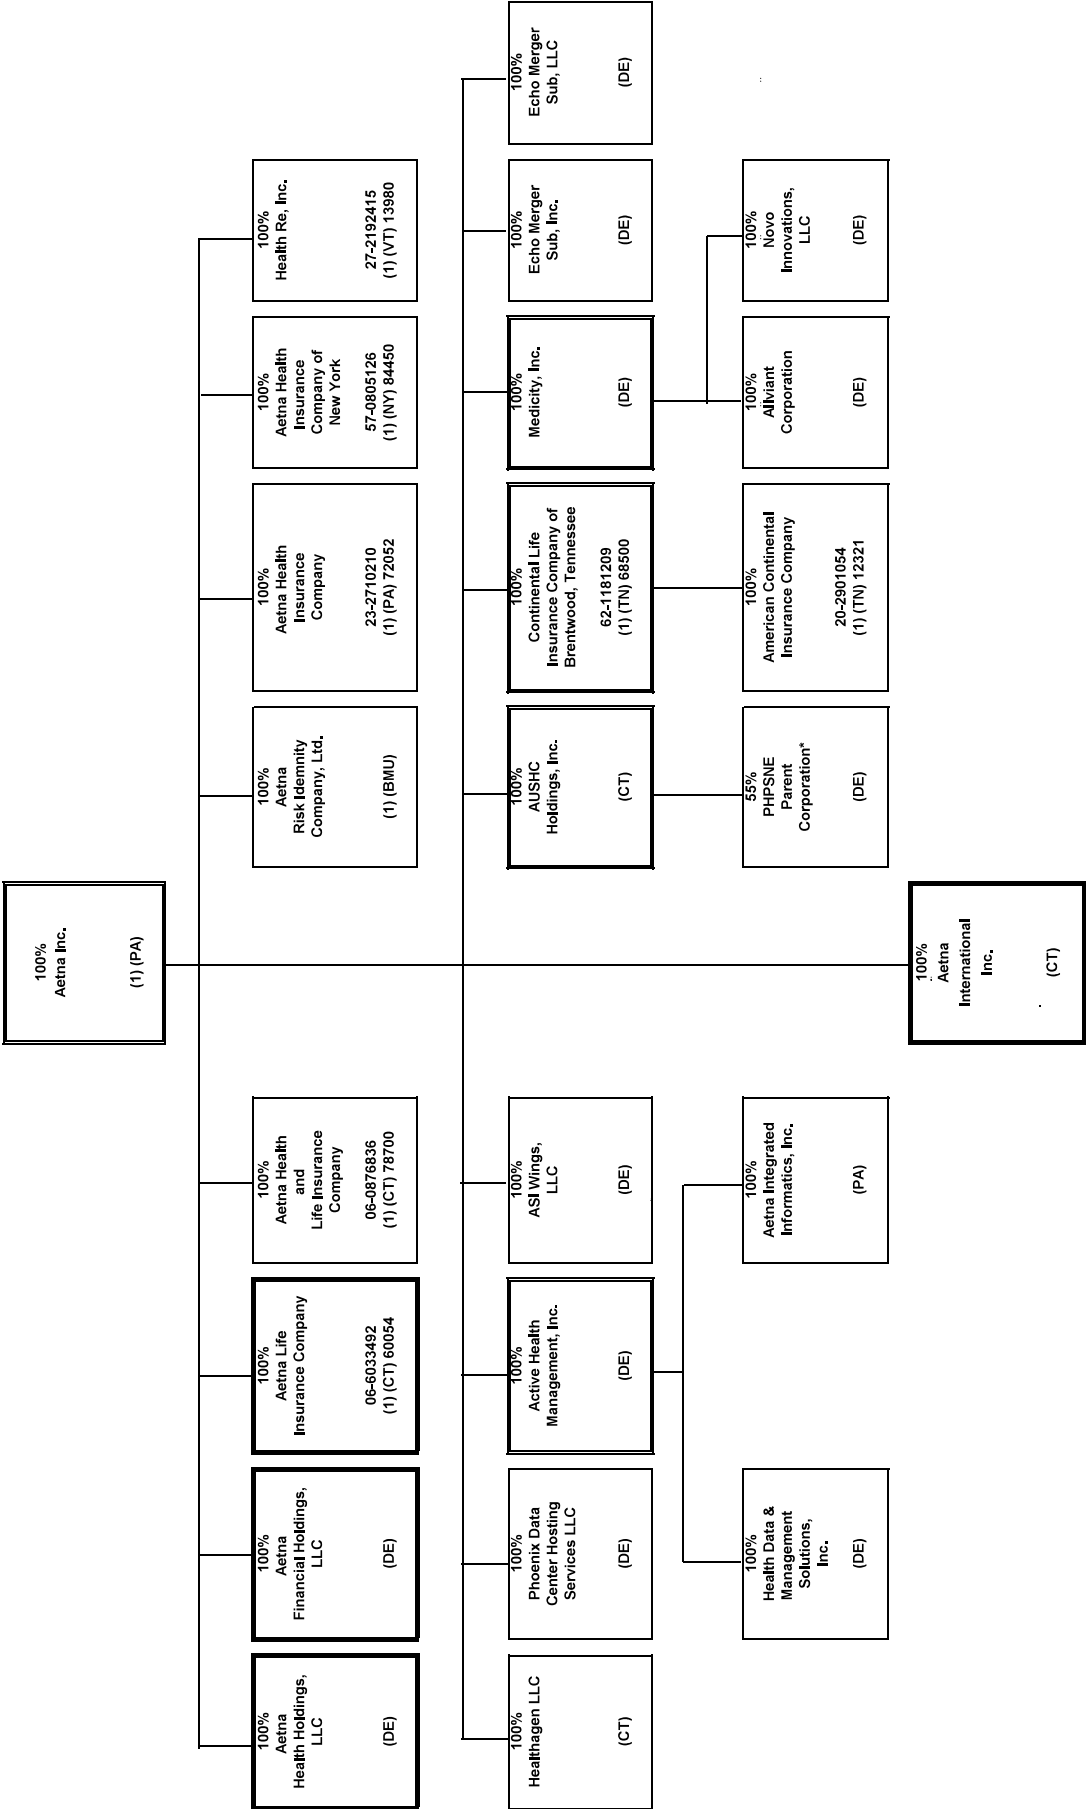 100%
Aetna Inc.
(1) (PA)
100%
Aetna
Health Holdings,
LLC
(DE)
100%
Aetna
Financial Holdings,
LLC
(DE)
100%
Aetna Life
Insurance Company
06-6033492
(1) (CT) 60054
100%
Aetna Health
and
Life Insurance
Company
06-0876836
(1) (CT) 78700
100%
Aetna
Risk Idemnity
Company, Ltd.
(1) (BMU)
100%
Aetna Health
Insurance
Company
23-2710210
(1) (PA) 72052
100%
Aetna Health
Insurance
Company of
New York
57-0805126
(1) (NY) 84450
100%
Health Re, Inc.
27-2192415
(1) (VT) 13980
100%
Healthagen LLC
(CT)
100%
Phoenix Data
Center Hosting
Services LLC
(DE)
100%
Active Health
Management, Inc.
(DE)
100%
ASI Wings,
LLC
(DE)
100%
AUSHC
Holdings, Inc.
(CT)
100%
Continental Life
Insurance Company of
Brentwood, Tennessee
62-1181209
(1) (TN) 68500
100%
Medicity, Inc.
(DE)
100%
Echo Merger
Sub, Inc.
(DE)
100%
Echo Merger
Sub, LLC
(DE)
100%
Health Data &
Management
Solutions,
Inc.
(DE)
100%
Aetna Integrated
Informatics, Inc.
(PA)
55%
PHPSNE
Parent
Corporation*
(DE)
100%
American Continental
Insurance Company
20-2901054
(1) (TN) 12321
100%
Allviant
Corporation
(DE)
100%
Novo
Innovations,
LLC
(DE)
100%
Aetna
International
Inc.
(CT)